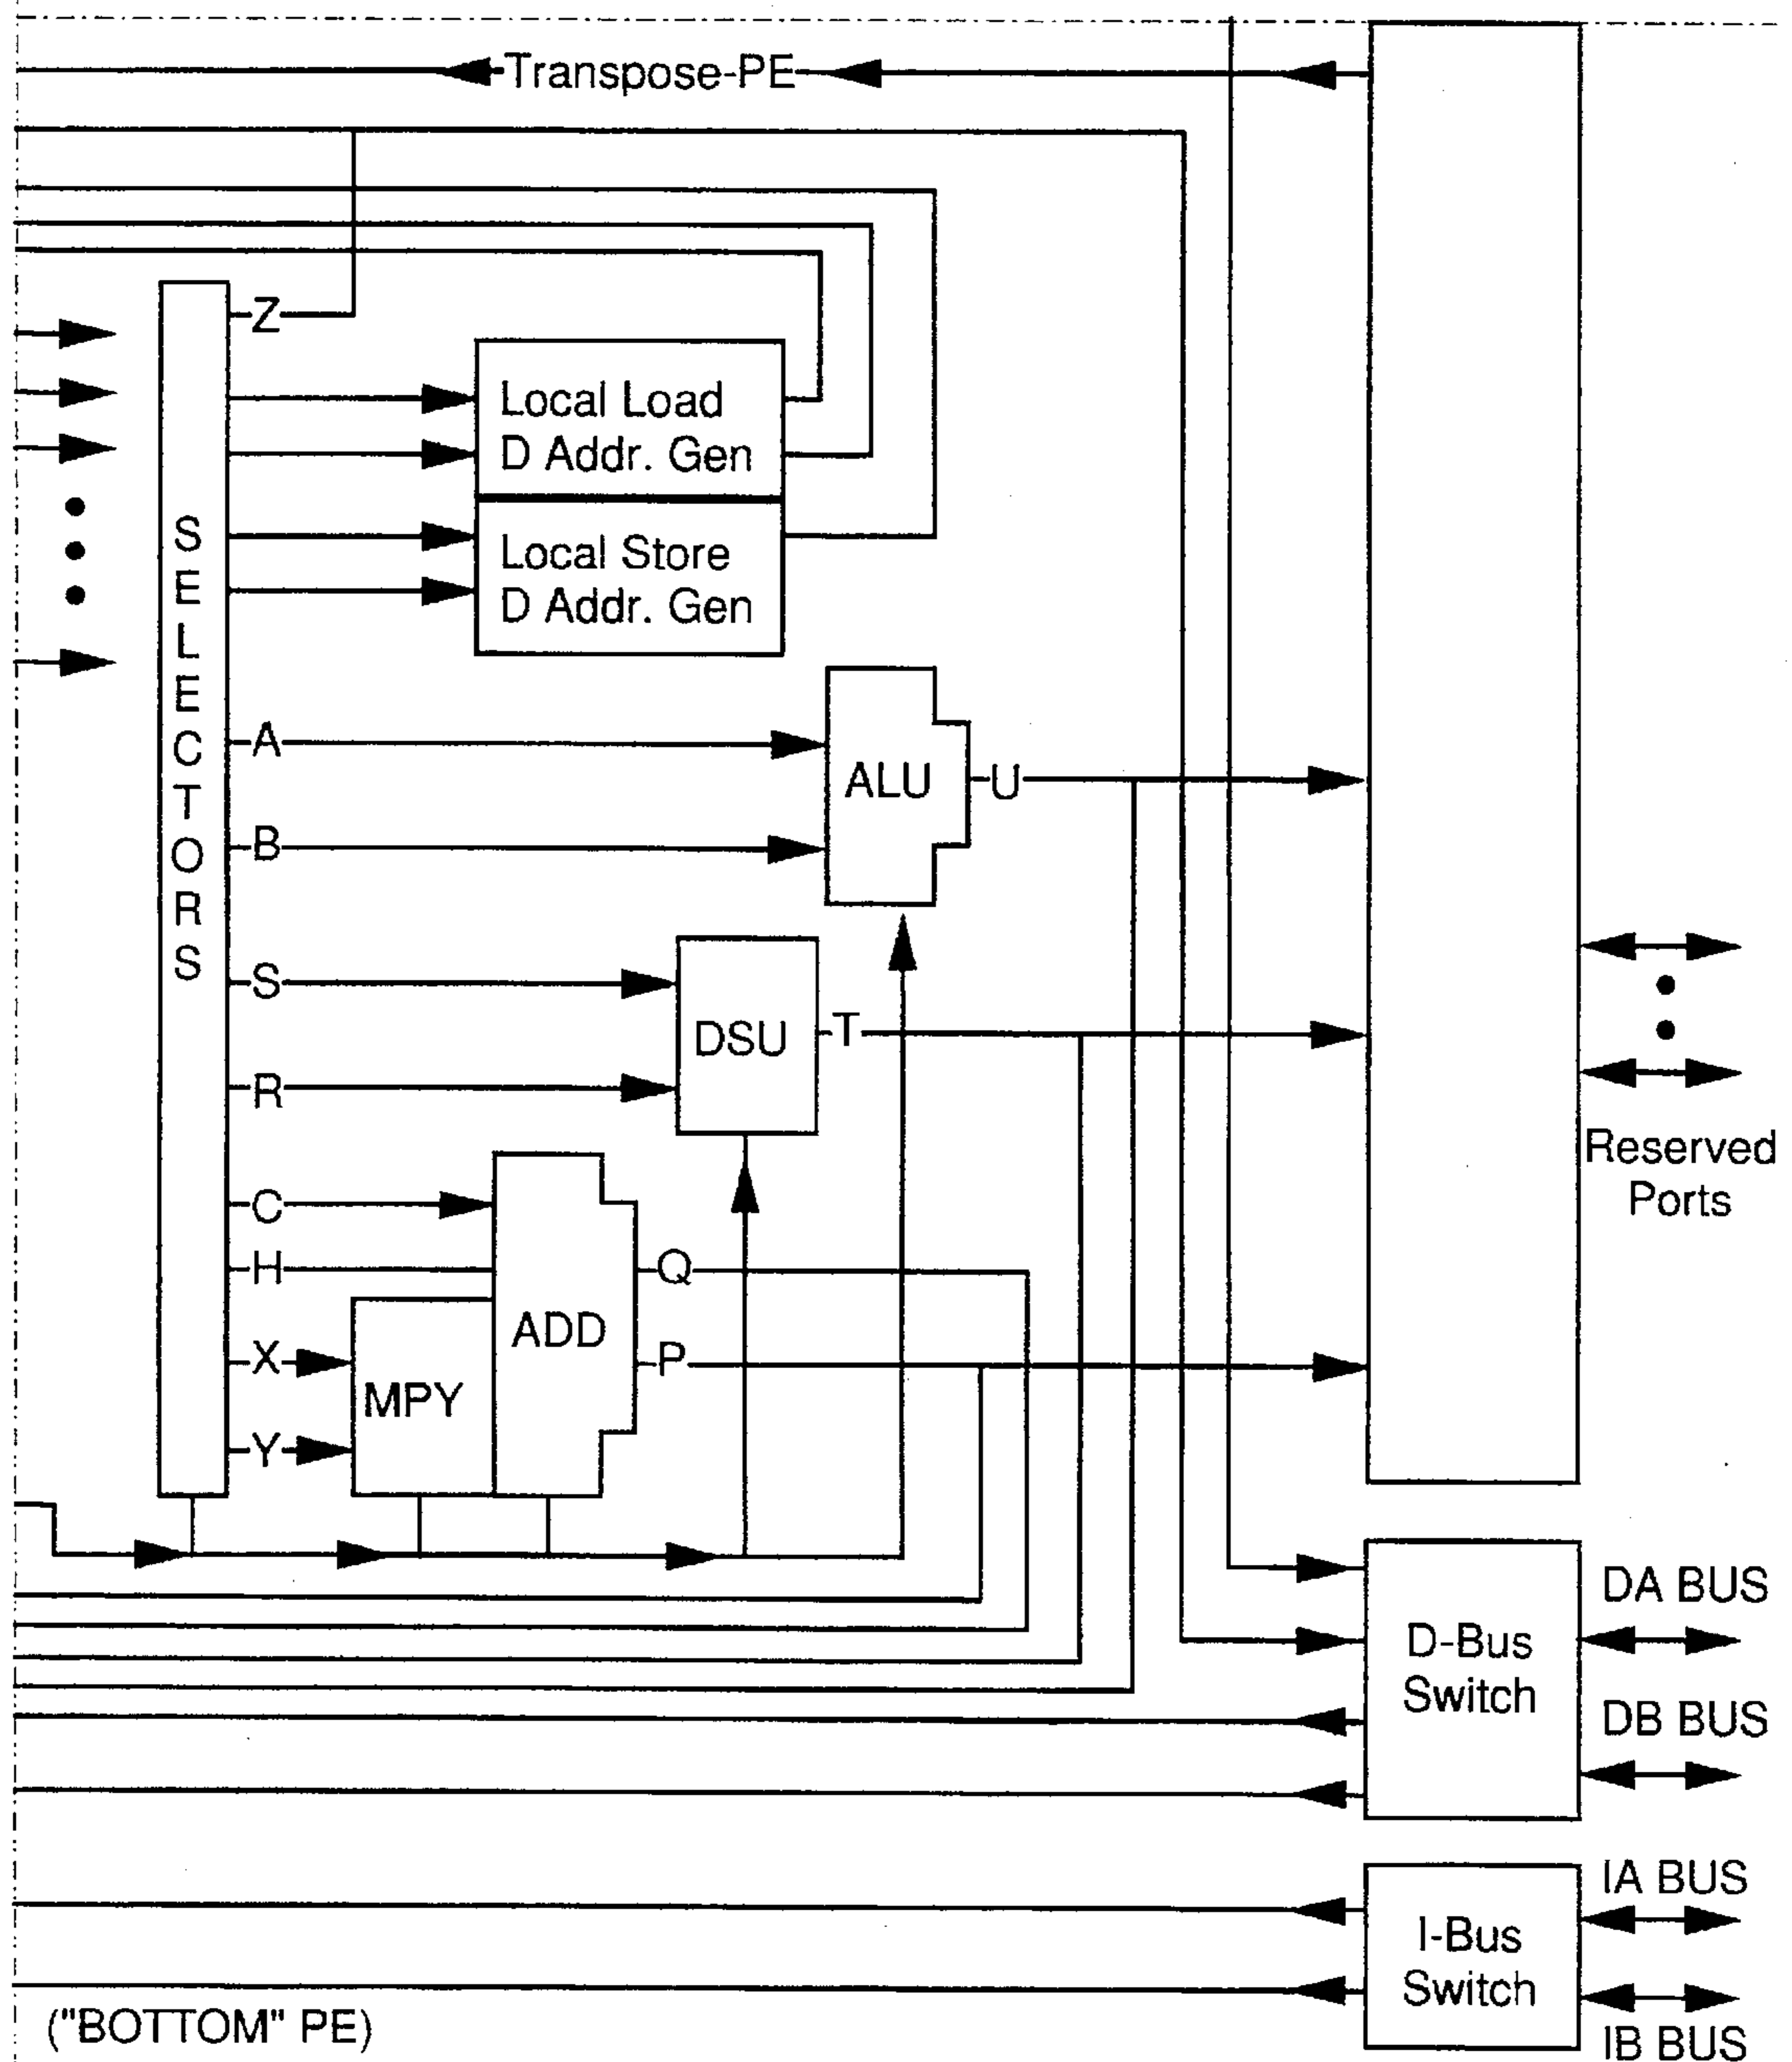 Transpose-PE
Z
Local Load
D Addr. Gen
Local Store
D Addr. Gen
SELECTORS
A
ALU
U
B
S
DSU
T
R
Reserved
Ports
C
H
Q
ADD
X
P
MPY
Y
DA BUS
D-Bus
Switch
DB BUS
IA BUS
I-Bus
Switch
IB BUS
("BOTTOM" PE)